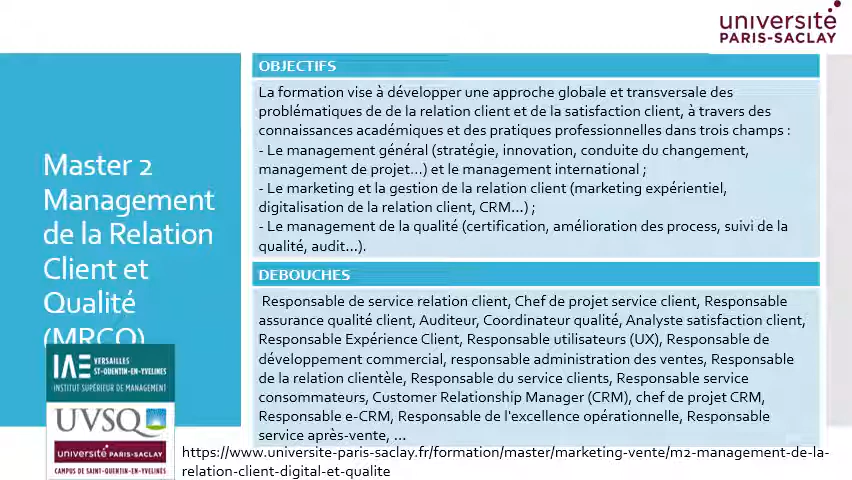 université
PARIS-SACLAY
OBJECTIFS
La formation vise à développer une approche globale et transversale des
problématiques de de la relation client et de la satisfaction client, à travers des
connaissances académiques et des pratiques professionnelles dans trois champs :
- Le management général (stratégie, innovation, conduite du changement,
management de projet...) et le management international ;
- Le marketing et la gestion de la relation client (marketing expérientiel,
digitalisation de la relation client, CRM...) ;
- Le management de la qualité (certification, amélioration des process, suivi de la
qualité, audit...).
Master 2
Management
de la Relation
Client et
Qualité
(MRCQ)
DEBOUCHES
Responsable de service relation client, Chef de projet service client, Responsable
assurance qualité client, Auditeur, Coordinateur qualité, Analyste satisfaction client,
Responsable Expérience Client, Responsable utilisateurs (UX), Responsable de
développement commercial, responsable administration des ventes, Responsable
de la relation clientèle, Responsable du service clients, Responsable service
consommateurs, Customer Relationship Manager (CRM), chef de projet CRM,
Responsable e-CRM, Responsable de l'excellence opérationnelle, Responsable
service après-vente, ...
IAE VERSAILLES
ST-QUENTIN-EN-YVELINES
INSTITUT SUPÉRIEUR DE MANAGEMENT
UVSQ
université PARIS-SACLAY
CAMPUS DE SAINT-QUENTIN-EN-YVELINES
https://www.universite-paris-saclay.fr/formation/master/marketing-vente/m2-management-de-la-
relation-client-digital-et-qualite